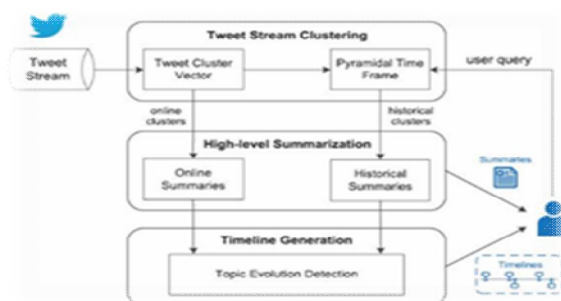 Tweet Stream Clustering
Tweet
Stream
Tweet Cluster
Vector
Pyramidal Time
Frame
user query
online
clusters
historical
clusters
High-level Summarization
Online
Summaries
Historical
Summaries
Summaries
Timeline Generation
Topic Evolution Detection
Timelines